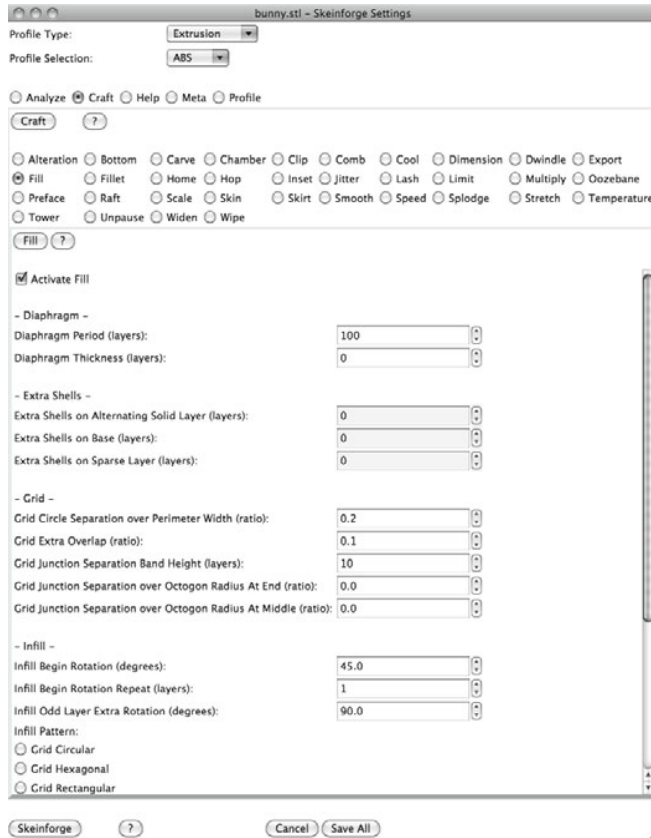 bunny.stl - Skeinforge Settings
Profile Type: Extrusion
Profile Selection: ABS
Analyze Craft Help Meta Profile
Craft ?
Alteration Bottom Carve Chamber Clip Comb Cool Dimension Dwindle Export
Fill Fillet Home Hop Inset Jitter Lash Limit Multiply Oozebane
Preface Raft Scale Skin Skirt Smooth Speed Splodge Stretch Temperature
Tower Unpause Widen Wipe
Fill ?
Activate Fill
- Diaphragm -
Diaphragm Period (layers): 100
Diaphragm Thickness (layers): 0
- Extra Shells -
Extra Shells on Alternating Solid Layer (layers): 0
Extra Shells on Base (layers): 0
Extra Shells on Sparse Layer (layers): 0
- Grid -
Grid Circle Separation over Perimeter Width (ratio): 0.2
Grid Extra Overlap (ratio): 0.1
Grid Junction Separation Band Height (layers): 10
Grid Junction Separation over Octogon Radius At End (ratio): 0.0
Grid Junction Separation over Octogon Radius At Middle (ratio): 0.0
- Infill -
Infill Begin Rotation (degrees): 45.0
Infill Begin Rotation Repeat (layers): 1
Infill Odd Layer Extra Rotation (degrees): 90.0
Infill Pattern:
Grid Circular
Grid Hexagonal
Grid Rectangular
Skeinforge ? Cancel Save All